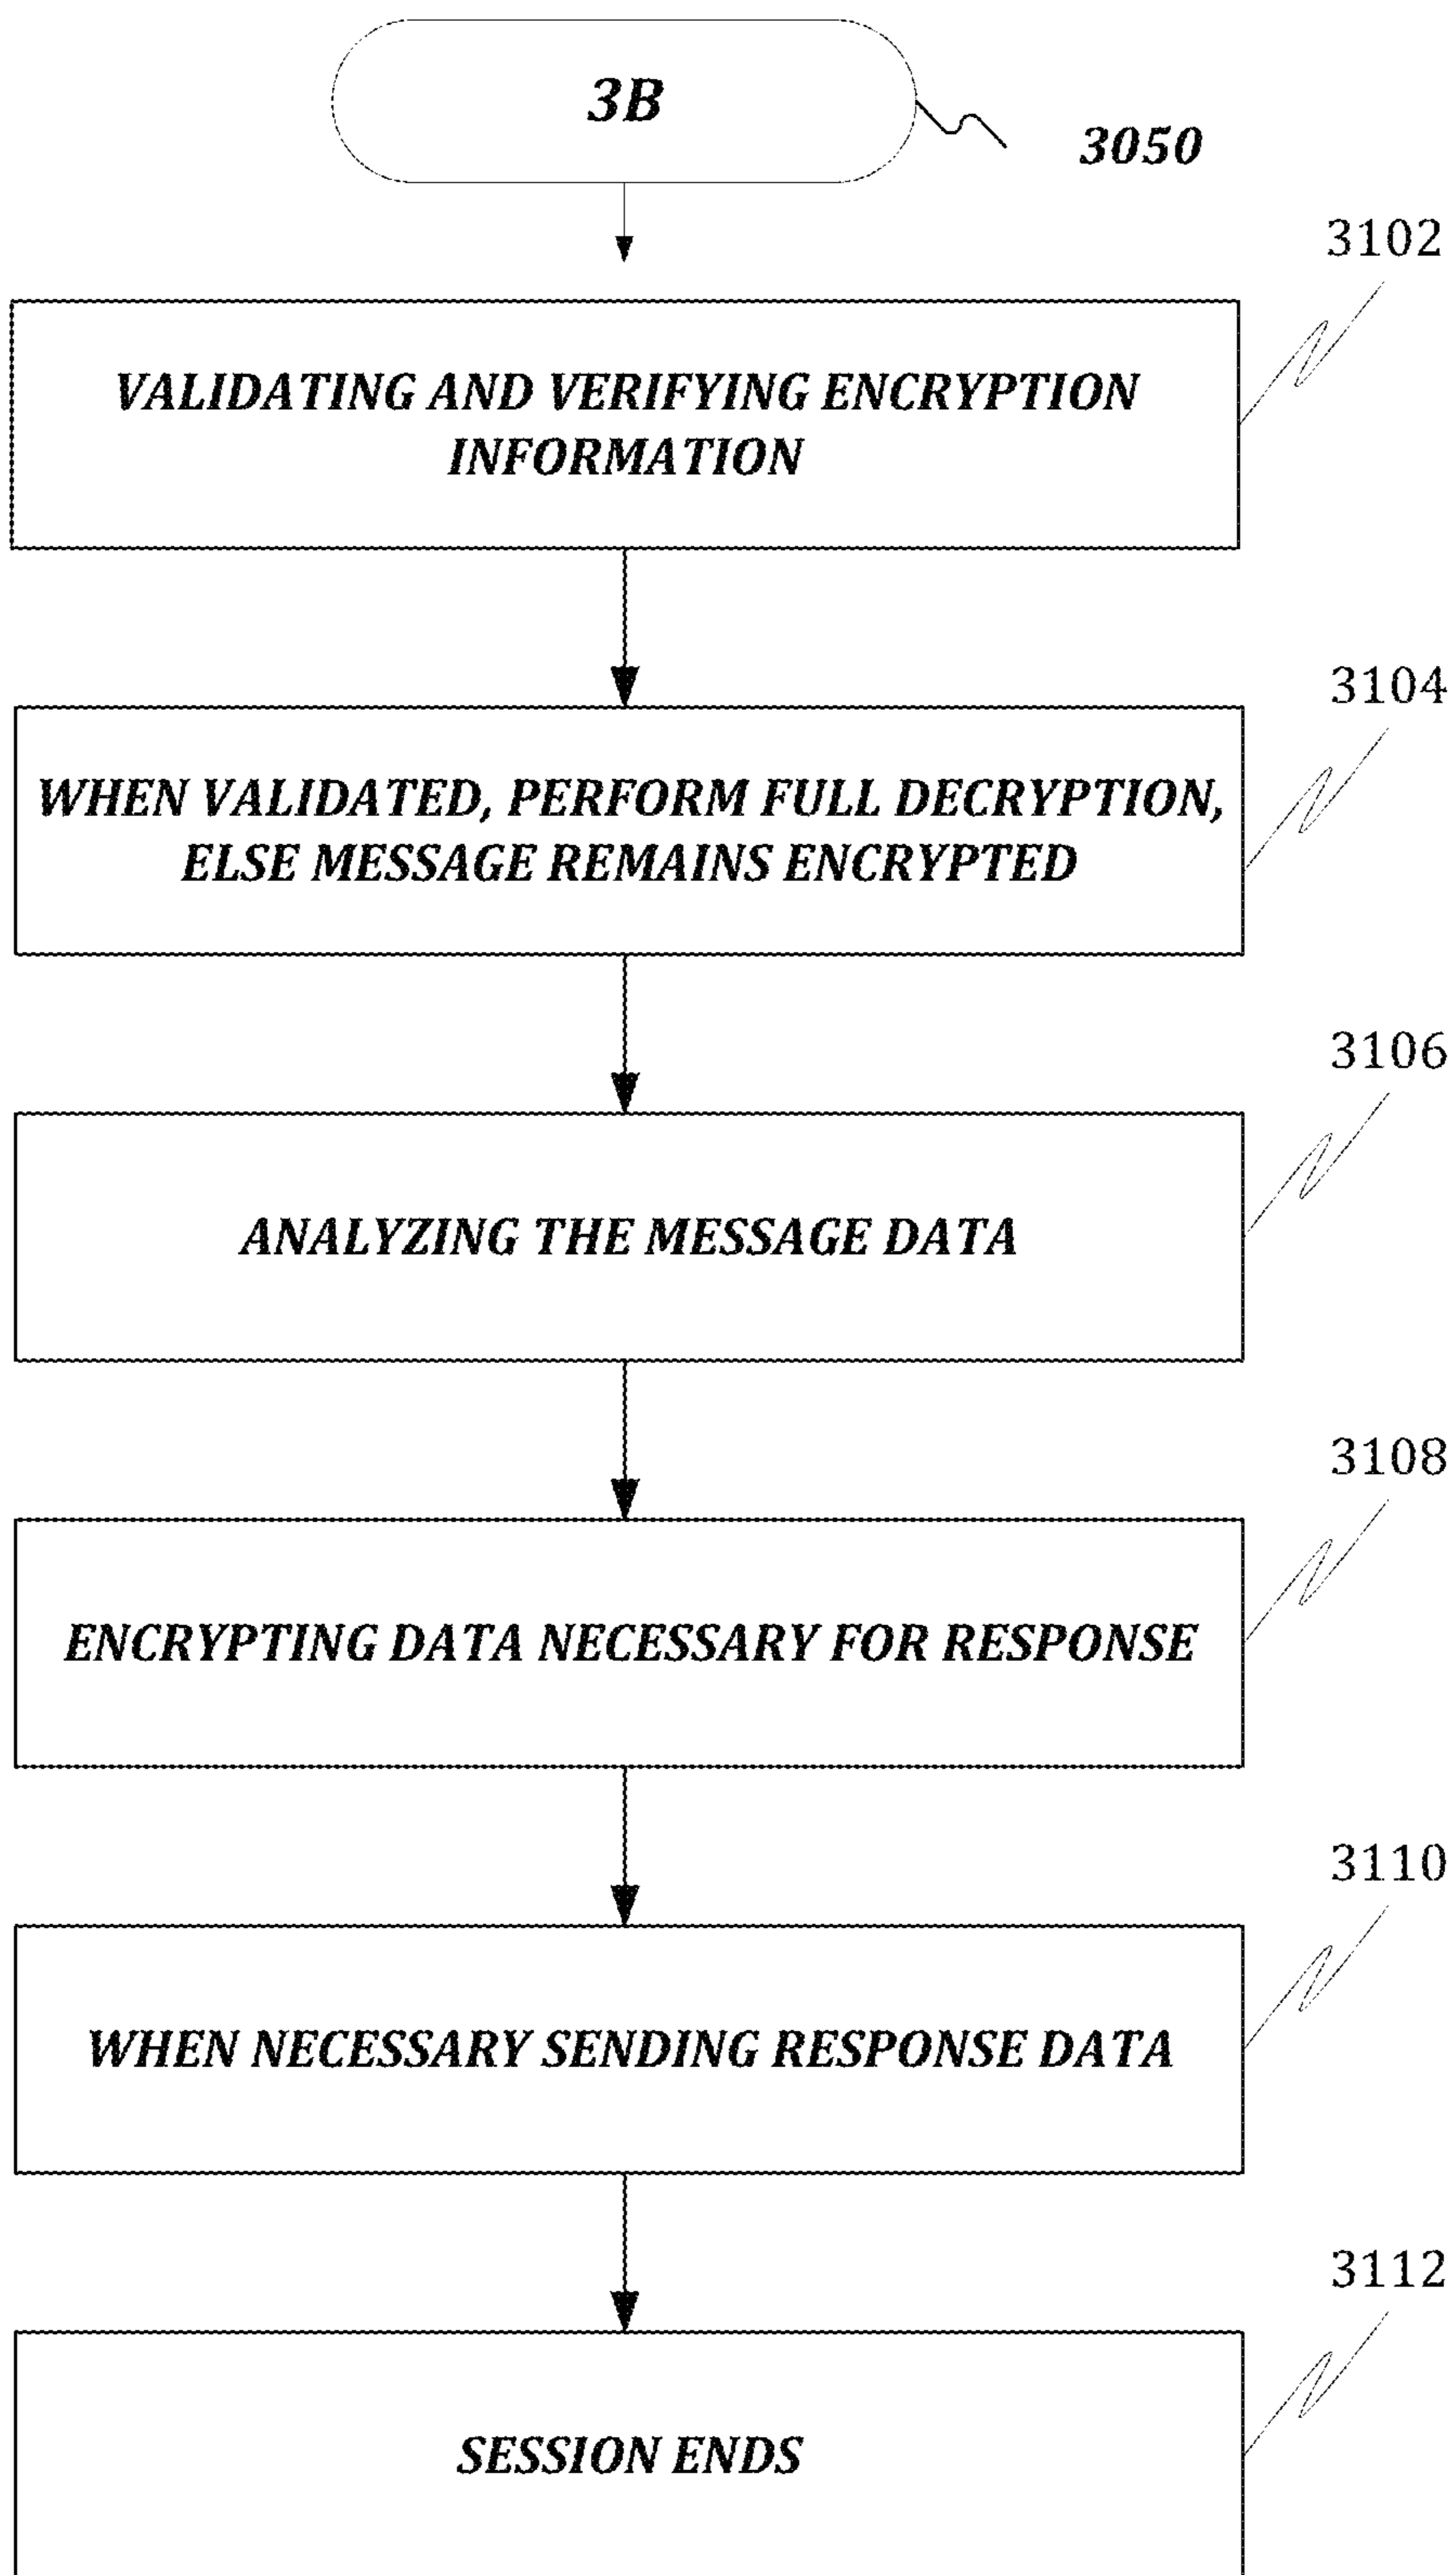 3B
3050
3102
VALIDATING AND VERIFYING ENCRYPTION
INFORMATION
3104
WHEN VALIDATED, PERFORM FULL DECRYPTION,
ELSE MESSAGE REMAINS ENCRYPTED
3106
ANALYZING THE MESSAGE DATA
3108
ENCRYPTING DATA NECESSARY FOR RESPONSE
3110
WHEN NECESSARY SENDING RESPONSE DATA
3112
SESSION ENDS